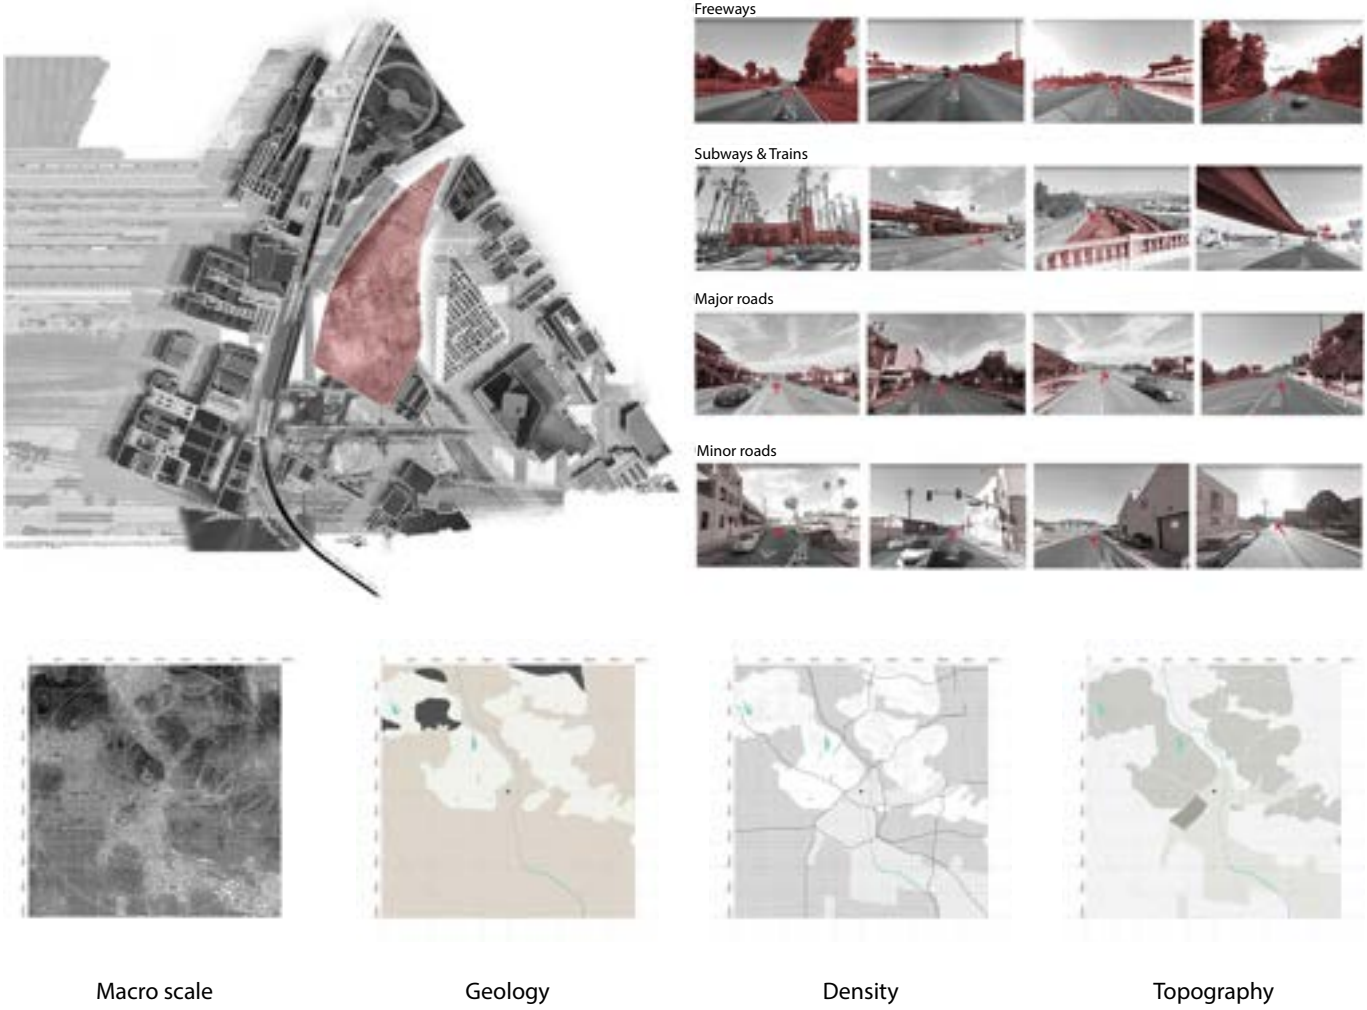 Freeways
Subways & Trains
Major roads
Minor roads
Macro scale
Geology
Density
Topography